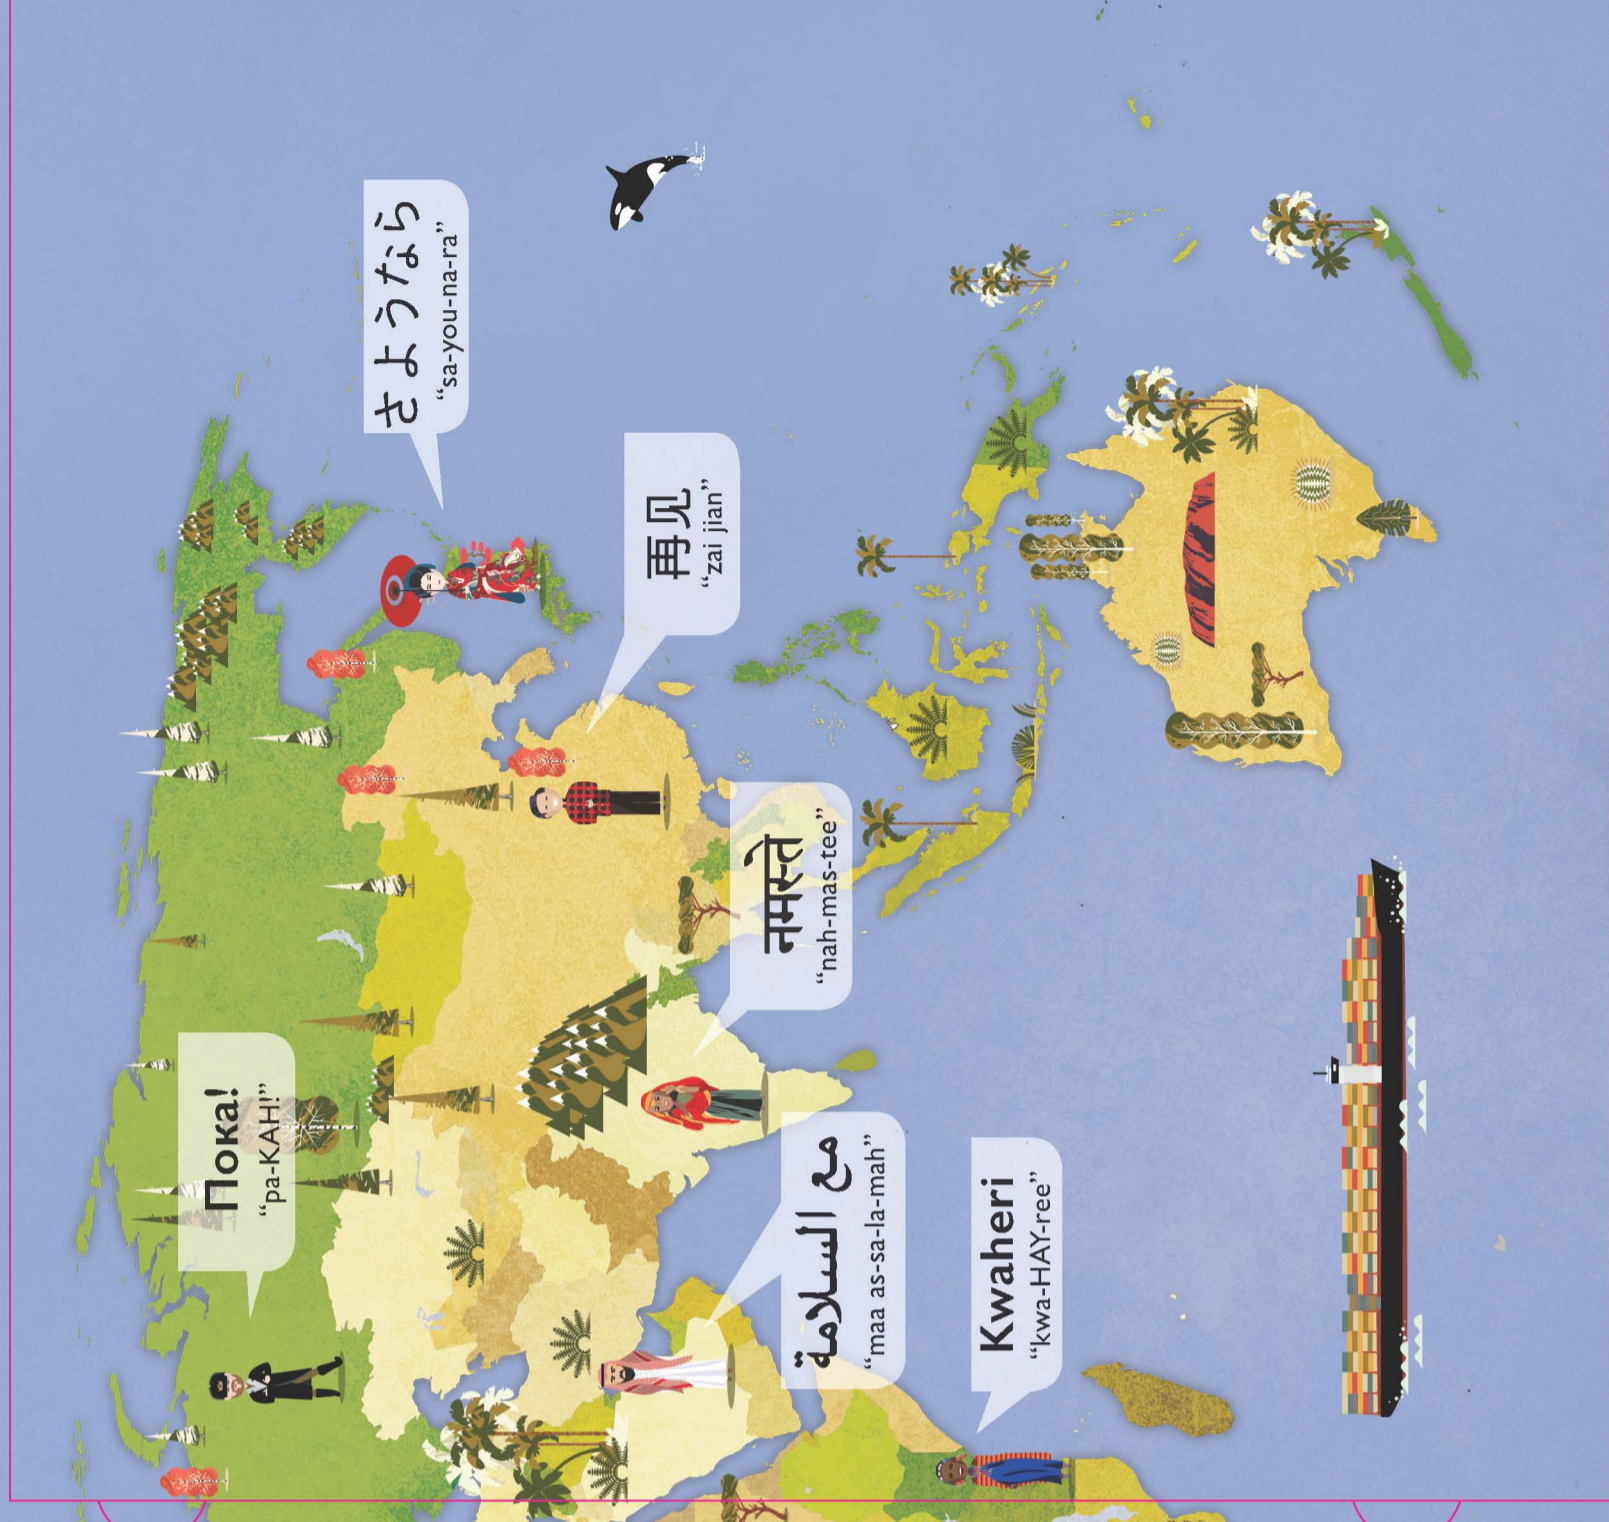 Пока!
“pa-KAH!”
さようなら
“sa-you-na-ra”
再见
“zai jian”
नमस्ते
“nah-mas-tee”
مع السلامة
“maa as-sa-la-mah”
Kwaheri
“kwa-HAY-ree”